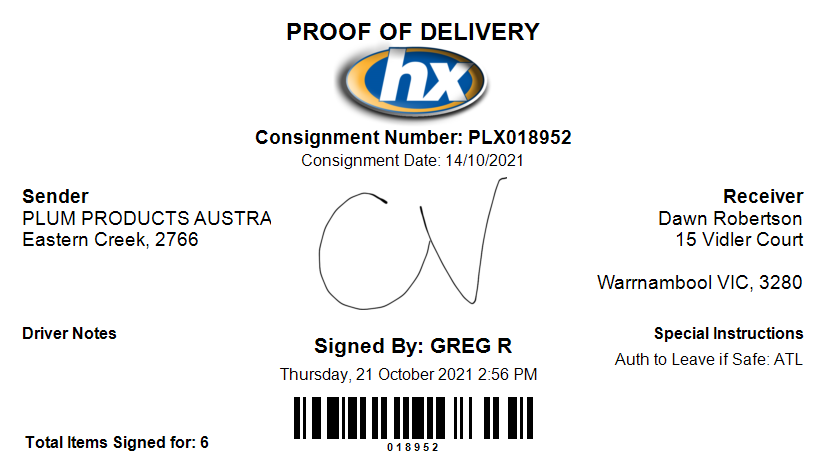 PROOF OF DELIVERY
hx
Consignment Number: PLX018952
Consignment Date: 14/10/2021
Sender
PLUM PRODUCTS AUSTRA
Eastern Creek, 2766
Receiver
Dawn Robertson
15 Vidler Court
Warrnambool VIC, 3280
Driver Notes
Signed By: GREG R
Thursday, 21 October 2021 2:56 PM
Special Instructions
Auth to Leave if Safe: ATL
018952
Total Items Signed for: 6